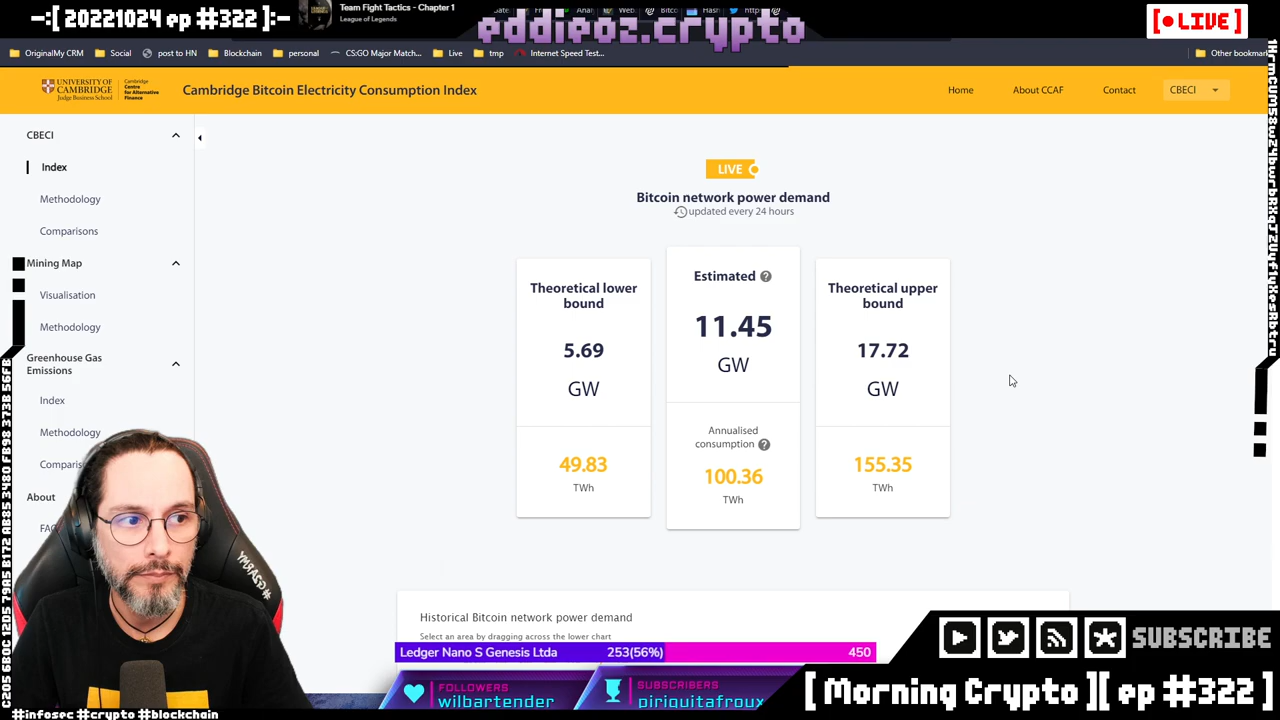 -:[ 20221024 ep #322 ]:-
Team Fight Tactics - Chapter 1
League of Legends
eddieoz.crypto
[ LIVE ]
OriginalMy CRM
Social
post to HN
Blockchain
personal
CS:GO Major Match...
Live
tmp
Internet Speed Test...
Other bookmar
UNIVERSITY OF CAMBRIDGE
Judge Business School
Cambridge
Centre
for Alternative
Finance
Cambridge Bitcoin Electricity Consumption Index
Home
About CCAF
Contact
CBECI
CBECI
Index
Methodology
Comparisons
Mining Map
Visualisation
Methodology
Greenhouse Gas
Emissions
Index
Methodology
Comparis
About
FAQ
LIVE
Bitcoin network power demand
updated every 24 hours
Theoretical lower
bound
5.69
GW
49.83
TWh
Estimated ?
11.45
GW
Annualised
consumption ?
100.36
TWh
Theoretical upper
bound
17.72
GW
155.35
TWh
Historical Bitcoin network power demand
Select an area by dragging across the lower chart
Ledger Nano S Genesis Ltda
253(56%)
450
FOLLOWERS
wilbartender
SUBSCRIBERS
piriguitafroux
SUBSCRIBE
[ Morning Crypto ][ ep #322 ]
#infosec #crypto #blockchain